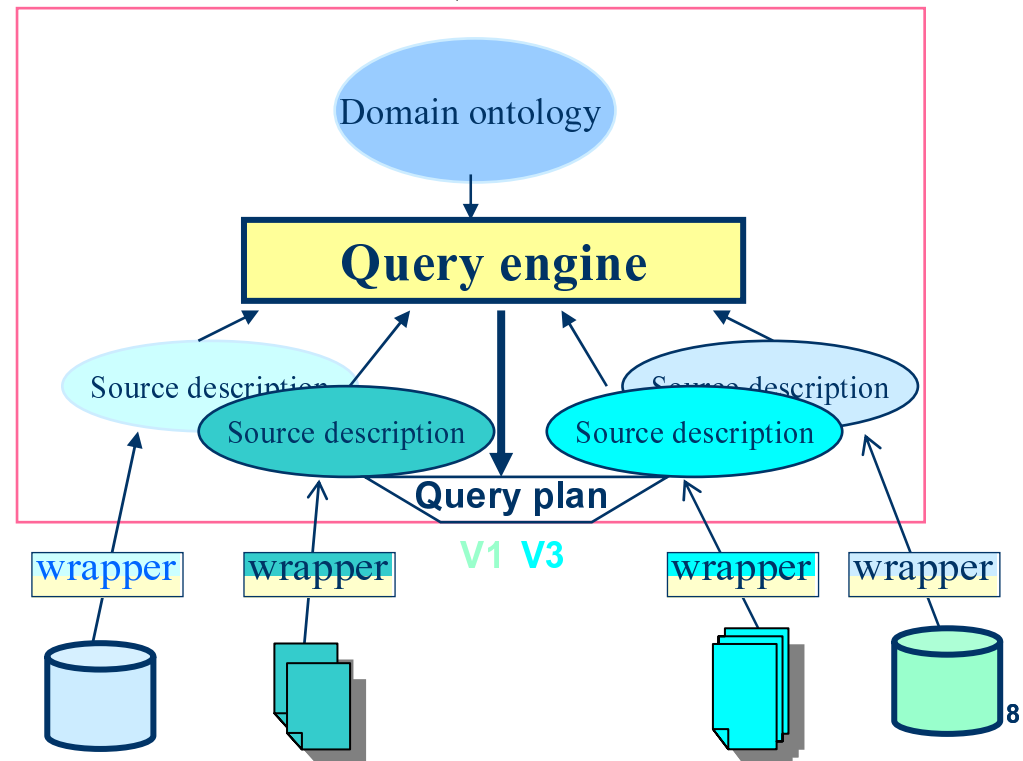 Domain ontology
Query engine
Source description
Source description
Source description
Source description
Query plan
V1 V3
wrapper
wrapper
wrapper
wrapper
8